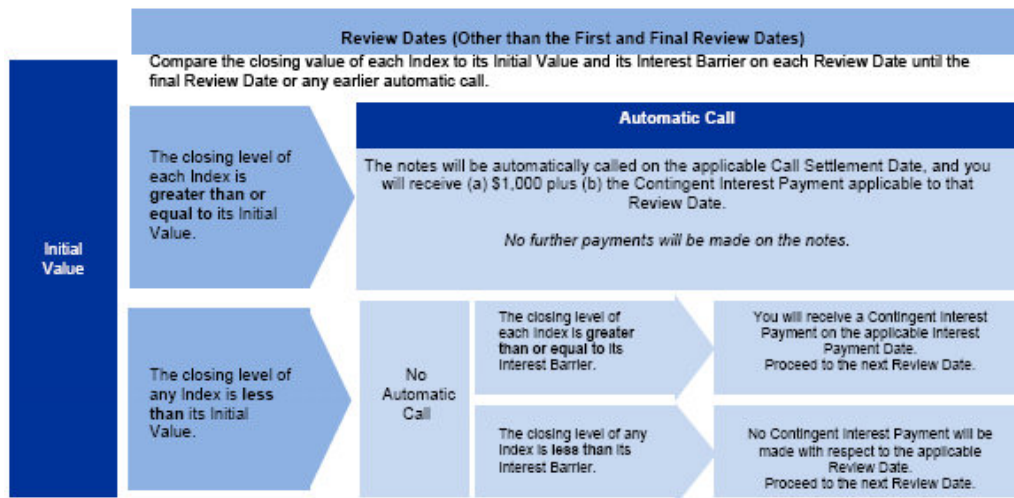 Review Dates (Other than the First and Final Review Dates)
Compare the closing value of each Index to its Initial Value and its Interest Barrier on each Review Date until the
final Review Date or any earlier automatic call.
Initial
Value
The closing level of
each Index is
greater than or
equal to its Initial
Value.
Automatic Call
The notes will be automatically called on the applicable Call Settlement Date, and you
will receive (a) $1,000 plus (b) the Contingent Interest Payment applicable to that
Review Date.
No further payments will be made on the notes.
The closing level of
any Index is less
than its Initial
Value.
No
Automatic
Call
The closing level of
each Index is greater
than or equal to its
Interest Barrier.
You will receive a Contingent Interest
Payment on the applicable Interest
Payment Date.
Proceed to the next Review Date.
The closing level of any
Index is less than its
Interest Barrier.
No Contingent Interest Payment will be
made with respect to the applicable
Review Date.
Proceed to the next Review Date.